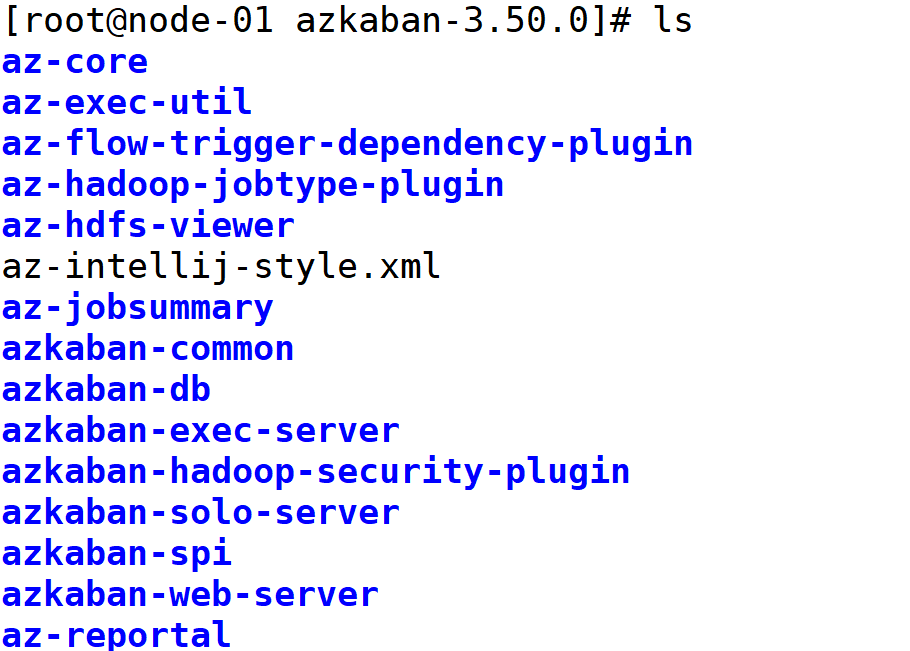 [root@node-01 azkaban-3.50.0]# ls
az-core
az-exec-util
az-flow-trigger-dependency-plugin
az-hadoop-jobtype-plugin
az-hdfs-viewer
az-intellij-style.xml
az-jobsummary
azkaban-common
azkaban-db
azkaban-exec-server
azkaban-hadoop-security-plugin
azkaban-solo-server
azkaban-spi
azkaban-web-server
az-reportal